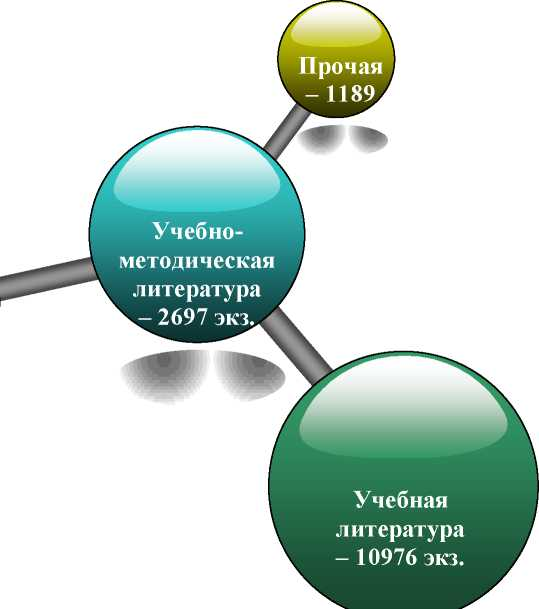 Прочая
– 1189
Учебно-
методическая
литература
– 2697 экз.
Учебная
литература
– 10976 экз.